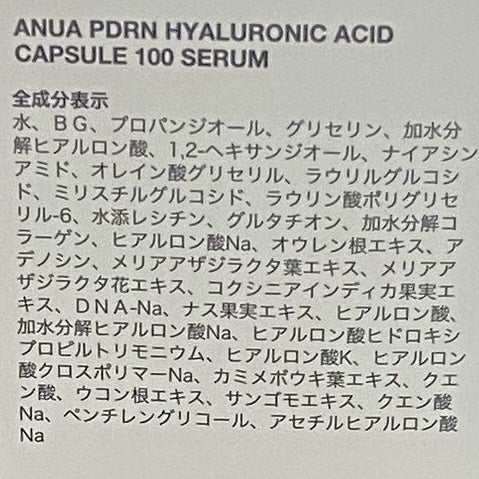 ANUA PDRN HYALURONIC ACID
CAPSULE 100 SERUM
全成分表示
水、ＢＧ、プロパンジオール、グリセリン、加水分
解ヒアルロン酸、1,2-ヘキサンジオール、ナイアシン
アミド、オレイン酸グリセリル、ラウリルグルコシ
ド、ミリスチルグルコシド、ラウリン酸ポリグリセ
リル-6、水添レシチン、グルタチオン、加水分解コ
ラーゲン、ヒアルロン酸Na、オウレン根エキス、ア
デノシン、メリアアザジラクタ葉エキス、メリアア
ザジラクタ花エキス、コクシニアインディカ果実エ
キス、ＤＮＡ-Na、ナス果実エキス、ヒアルロン酸、
加水分解ヒアルロン酸Na、ヒアルロン酸ヒドロキシ
プロピルトリモニウム、ヒアルロン酸K、ヒアルロン
酸クロスポリマーNa、カミメボウキ葉エキス、クエ
ン酸、ウコン根エキス、サンゴモエキス、クエン酸
Na、ペンチレングリコール、アセチルヒアルロン酸
Na